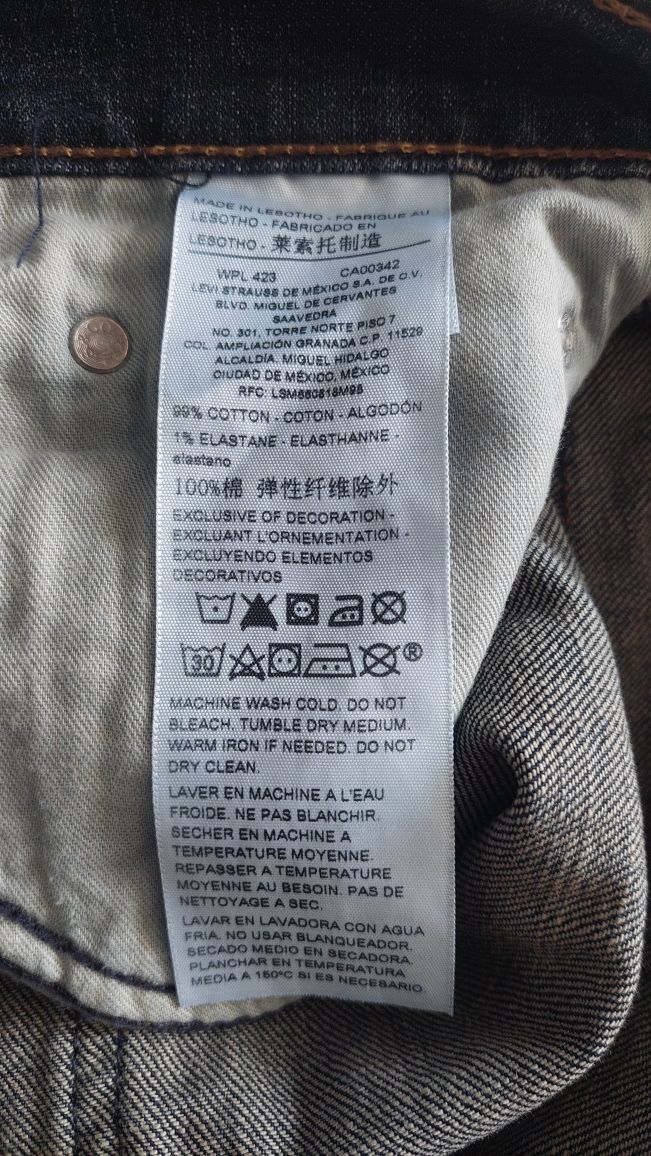 MADE IN LESOTHO - FABRIQUE AU
LESOTHO - FABRICADO EN
LESOTHO - 莱索托制造
WPL 423 CA00342
LEVI STRAUSS DE MÉXICO S.A. DE C.V.
BLVD. MIGUEL DE CERVANTES
SAAVEDRA
NO. 301, TORRE NORTE PISO 7
COL. AMPLIACIÓN GRANADA C.P. 11529
ALCALDÍA. MIGUEL HIDALGO
CIUDAD DE MÉXICO, MÉXICO
RFC: LSM660818M98
99% COTTON - COTON - ALGODÓN
1% ELASTANE - ELASTHANNE -
elastano
100%棉 弹性纤维除外
EXCLUSIVE OF DECORATION -
EXCLUANT L'ORNEMENTATION -
EXCLUYENDO ELEMENTOS
DECORATIVOS
30 ®
MACHINE WASH COLD. DO NOT
BLEACH. TUMBLE DRY MEDIUM.
WARM IRON IF NEEDED. DO NOT
DRY CLEAN.
LAVER EN MACHINE A L'EAU
FROIDE. NE PAS BLANCHIR.
SECHER EN MACHINE A
TEMPERATURE MOYENNE.
REPASSER A TEMPERATURE
MOYENNE AU BESOIN. PAS DE
NETTOYAGE A SEC.
LAVAR EN LAVADORA CON AGUA
FRIA. NO USAR BLANQUEADOR.
SECADO MEDIO EN SECADORA.
PLANCHAR EN TEMPERATURA
MEDIA A 150ºC SI ES NECESARIO.